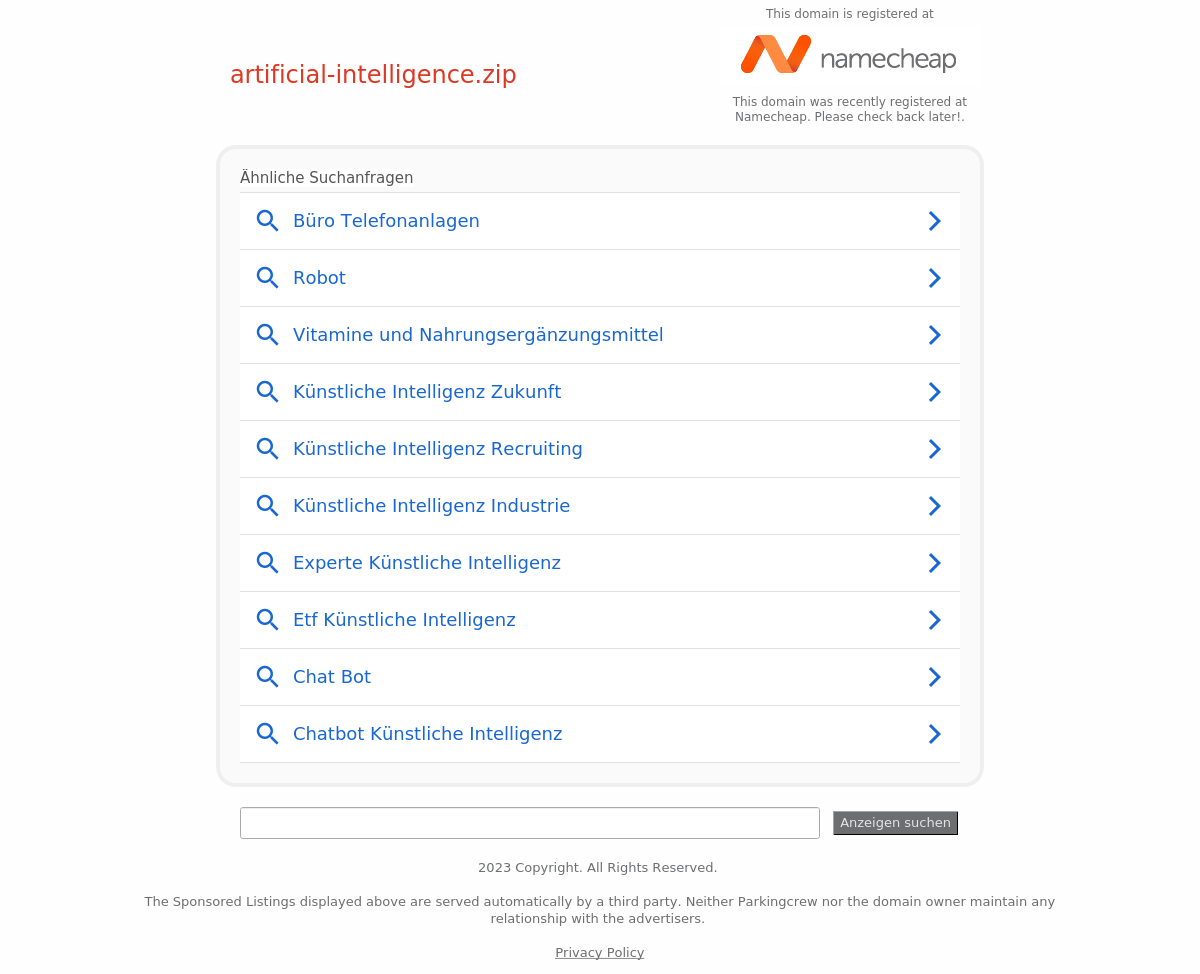 This domain is registered at
namecheap
artificial-intelligence.zip
This domain was recently registered at
Namecheap. Please check back later!.
Ähnliche Suchanfragen
Büro Telefonanlagen
Robot
Vitamine und Nahrungsergänzungsmittel
Künstliche Intelligenz Zukunft
Künstliche Intelligenz Recruiting
Künstliche Intelligenz Industrie
Experte Künstliche Intelligenz
Etf Künstliche Intelligenz
Chat Bot
Chatbot Künstliche Intelligenz
Anzeigen suchen
2023 Copyright. All Rights Reserved.
The Sponsored Listings displayed above are served automatically by a third party. Neither Parkingcrew nor the domain owner maintain any
relationship with the advertisers.
Privacy Policy